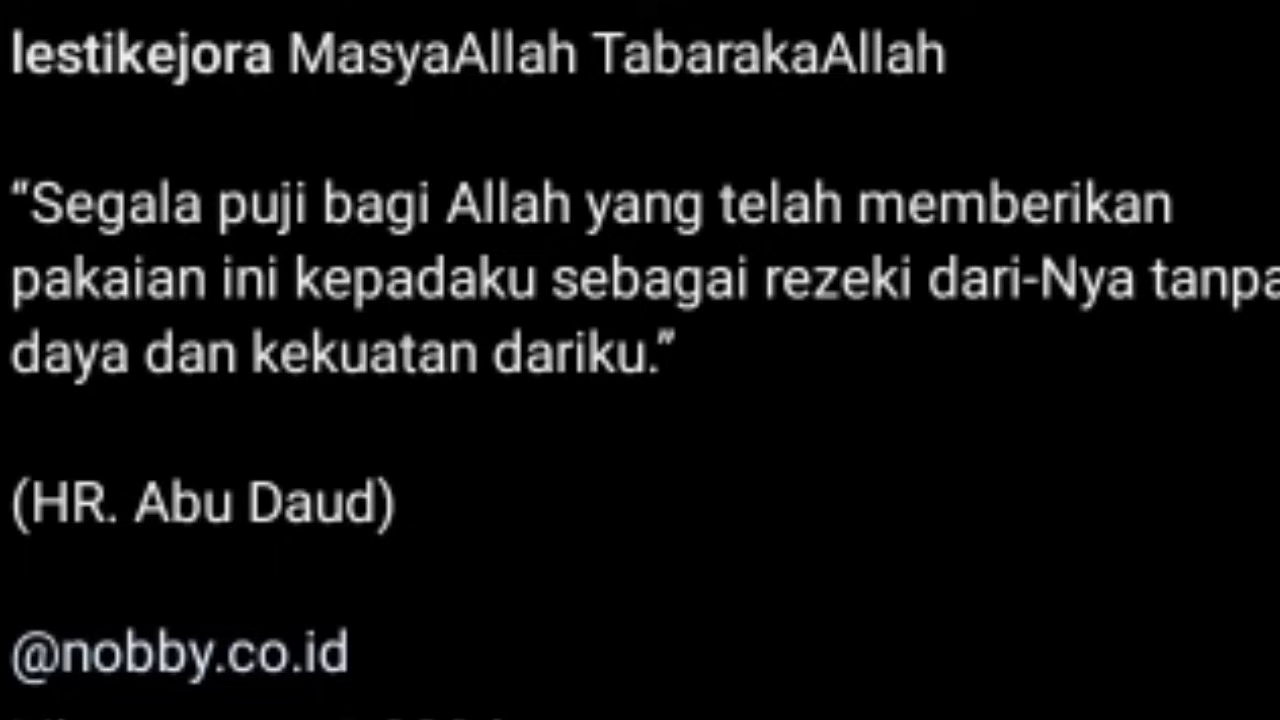 lestikejora MasyaAllah TabarakaAllah
“Segala puji bagi Allah yang telah memberikan
pakaian ini kepadaku sebagai rezeki dari-Nya tanpa
daya dan kekuatan dariku.”
(HR. Abu Daud)
@nobby.co.id